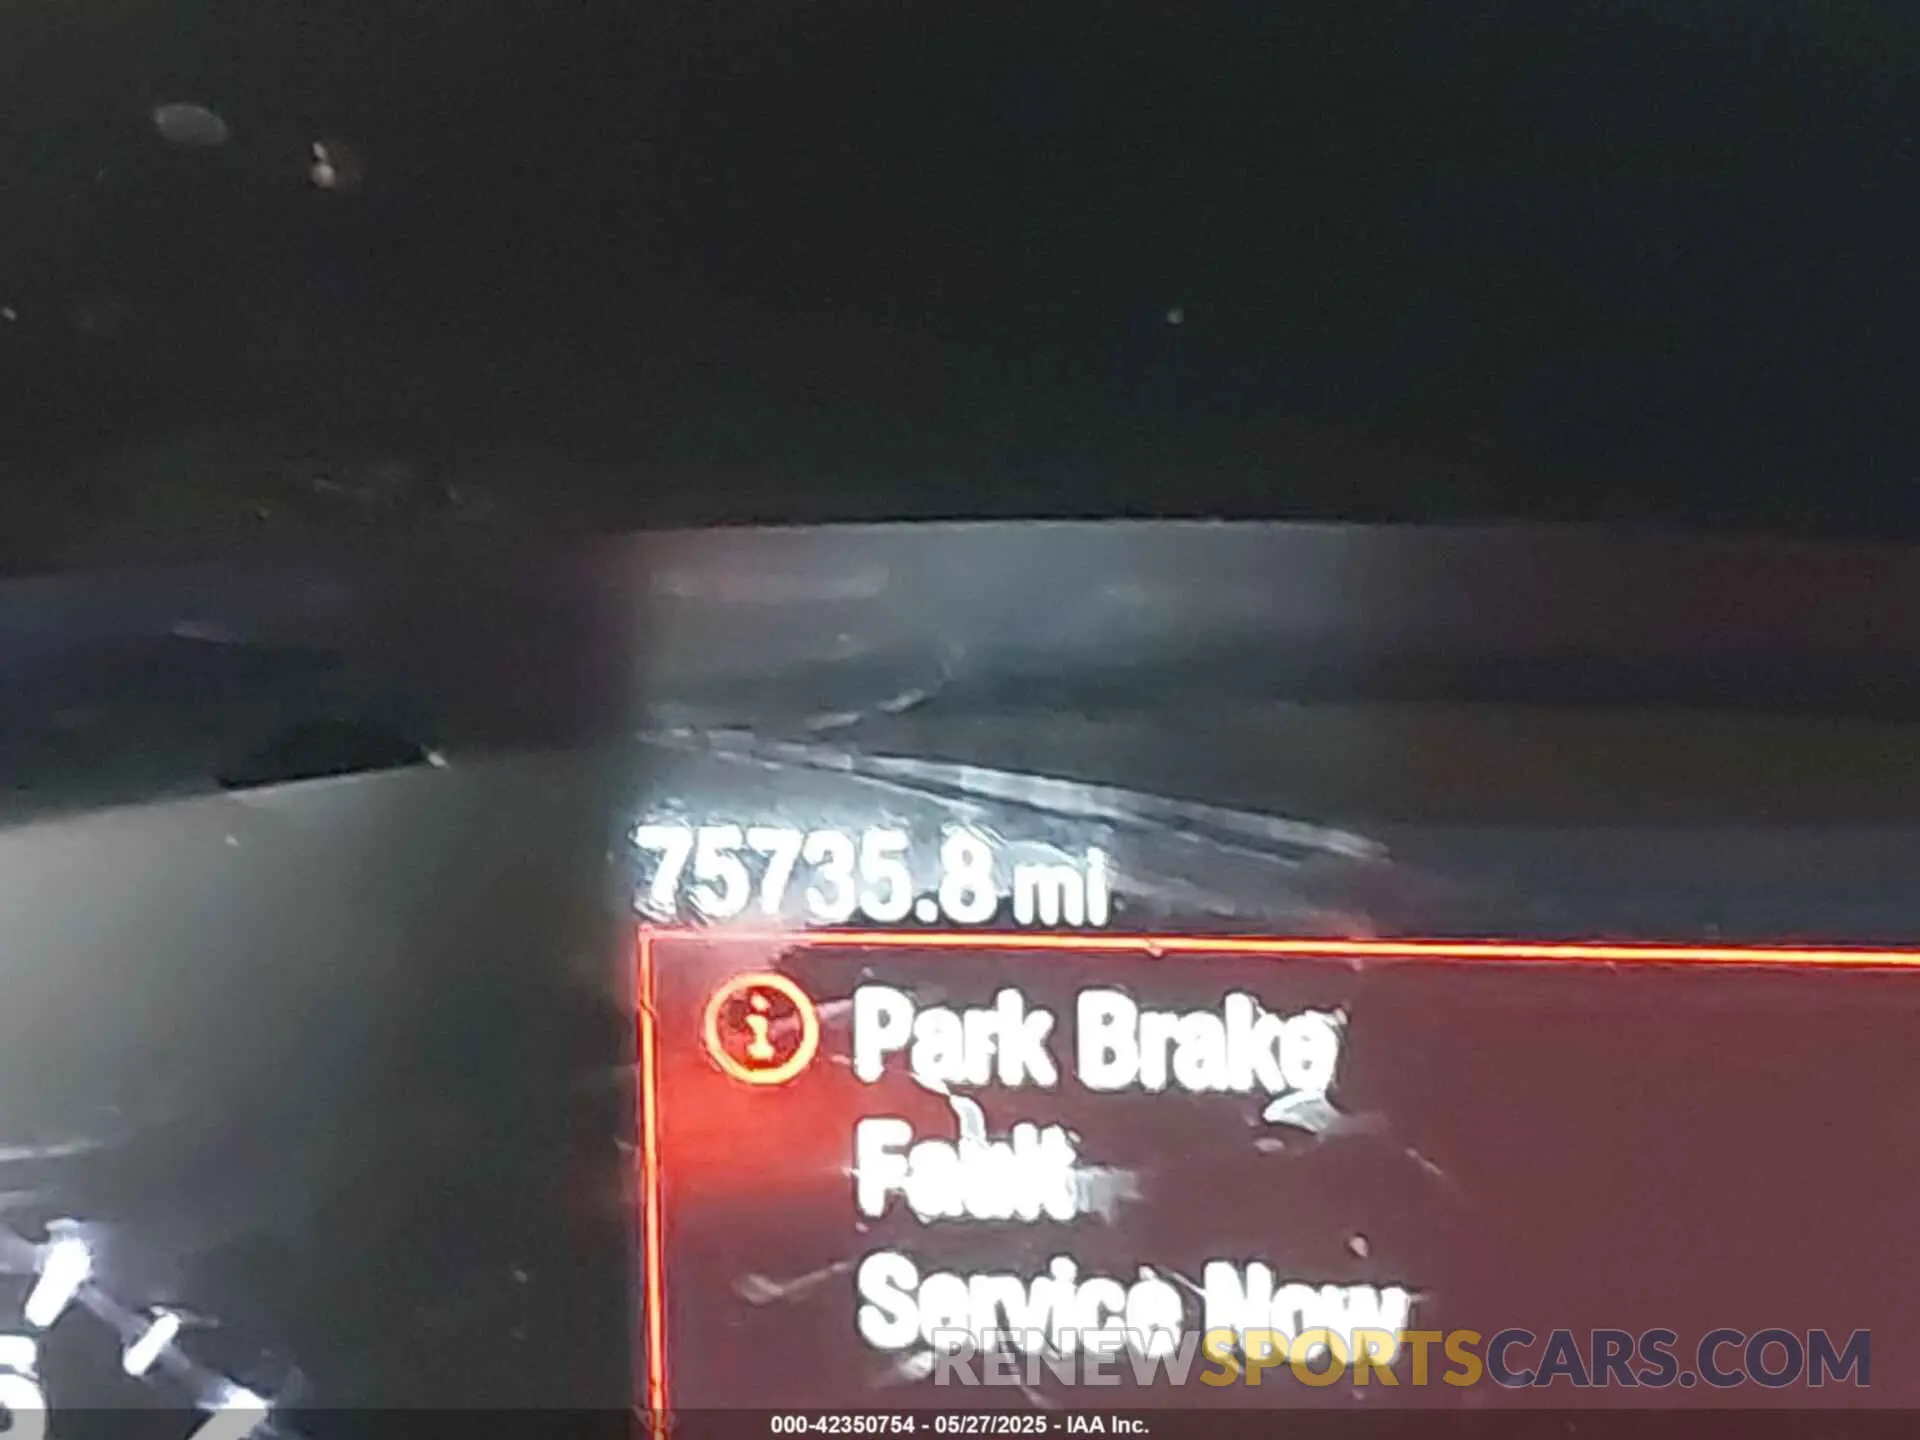 75735.8 mi
Park Brake
Fault
Service Now
RENEWSPORTSCARS.COM
000-42350754 - 05/27/2025 - IAA Inc.